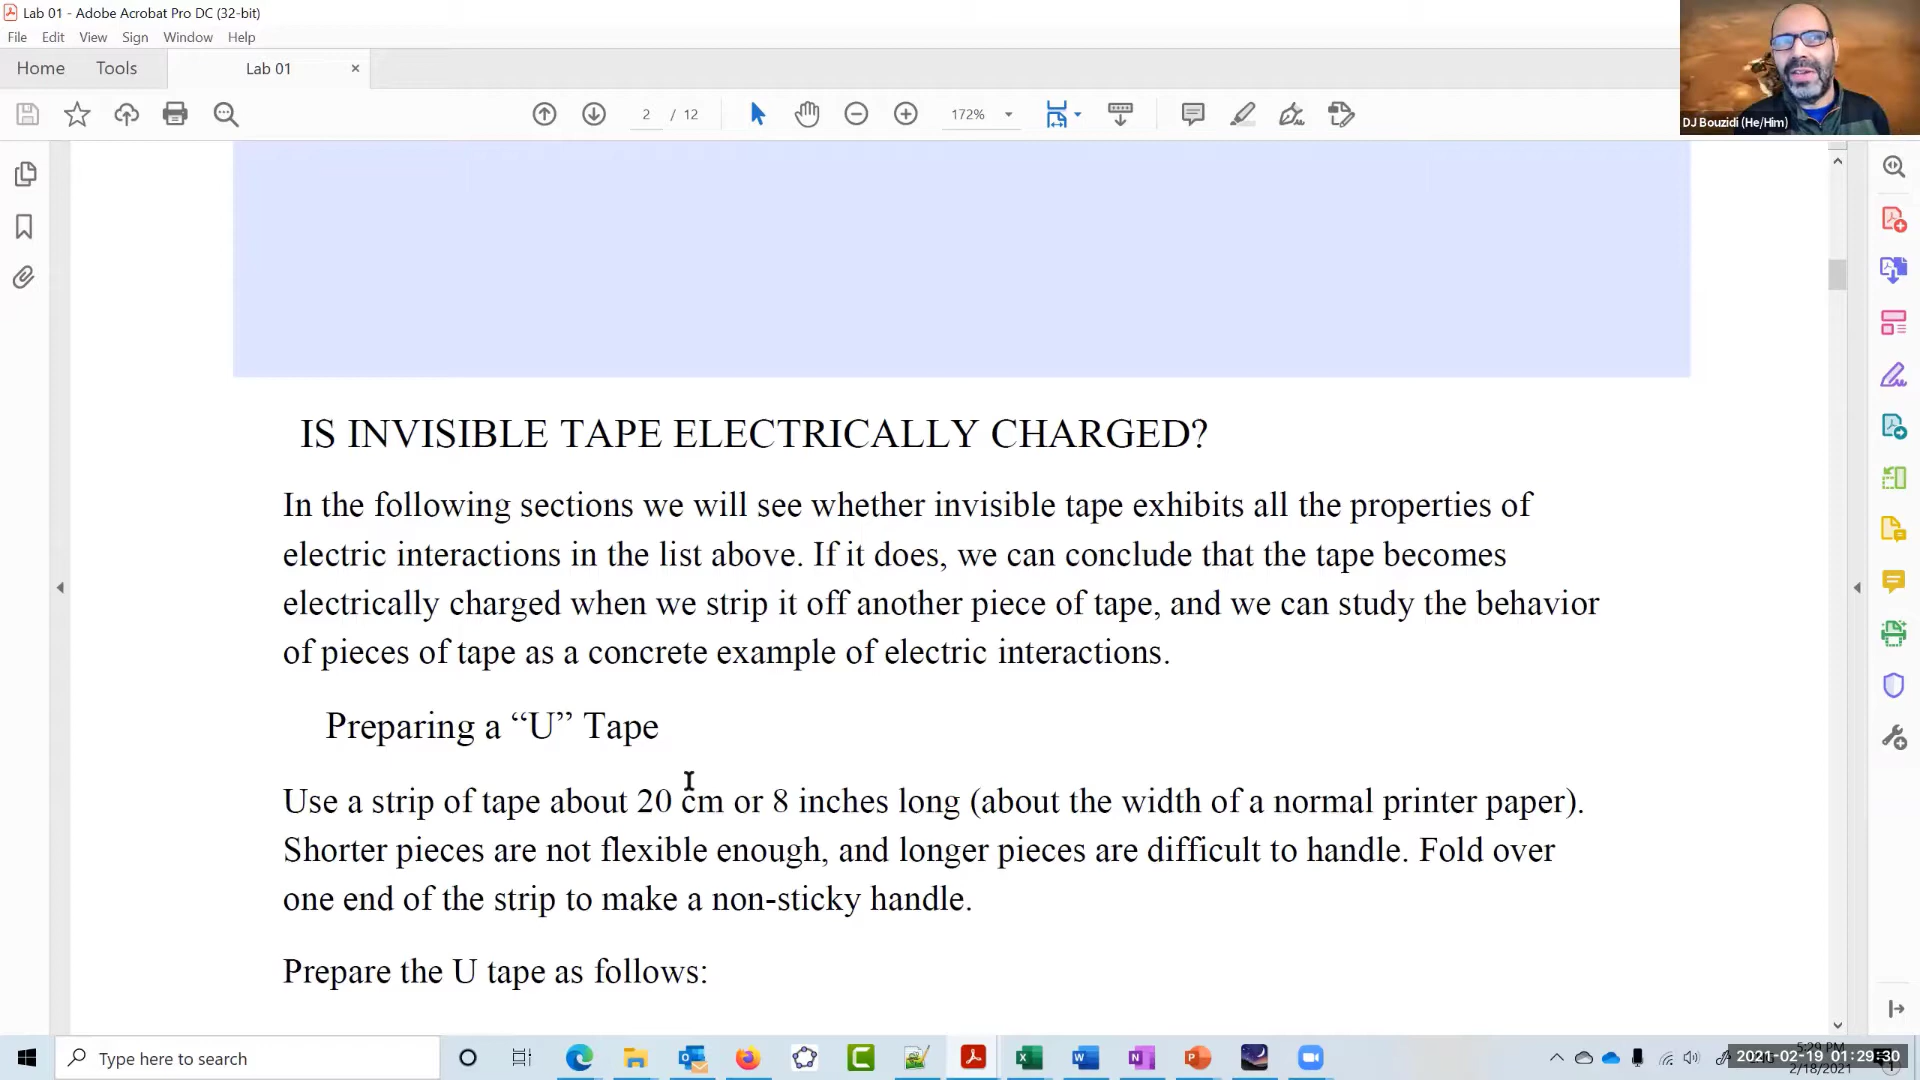 Lab 01 - Adobe Acrobat Pro DC (32-bit)
File Edit View Sign Window Help
Home Tools Lab 01 ×
2 / 12 172%
DJ Bouzidi (He/Him)
IS INVISIBLE TAPE ELECTRICALLY CHARGED?
In the following sections we will see whether invisible tape exhibits all the properties of
electric interactions in the list above. If it does, we can conclude that the tape becomes
electrically charged when we strip it off another piece of tape, and we can study the behavior
of pieces of tape as a concrete example of electric interactions.
Preparing a “U” Tape
Use a strip of tape about 20 cm or 8 inches long (about the width of a normal printer paper).
Shorter pieces are not flexible enough, and longer pieces are difficult to handle. Fold over
one end of the strip to make a non-sticky handle.
Prepare the U tape as follows:
Type here to search
5:29 PM
2021-02-19 01:29:30
2/18/2021